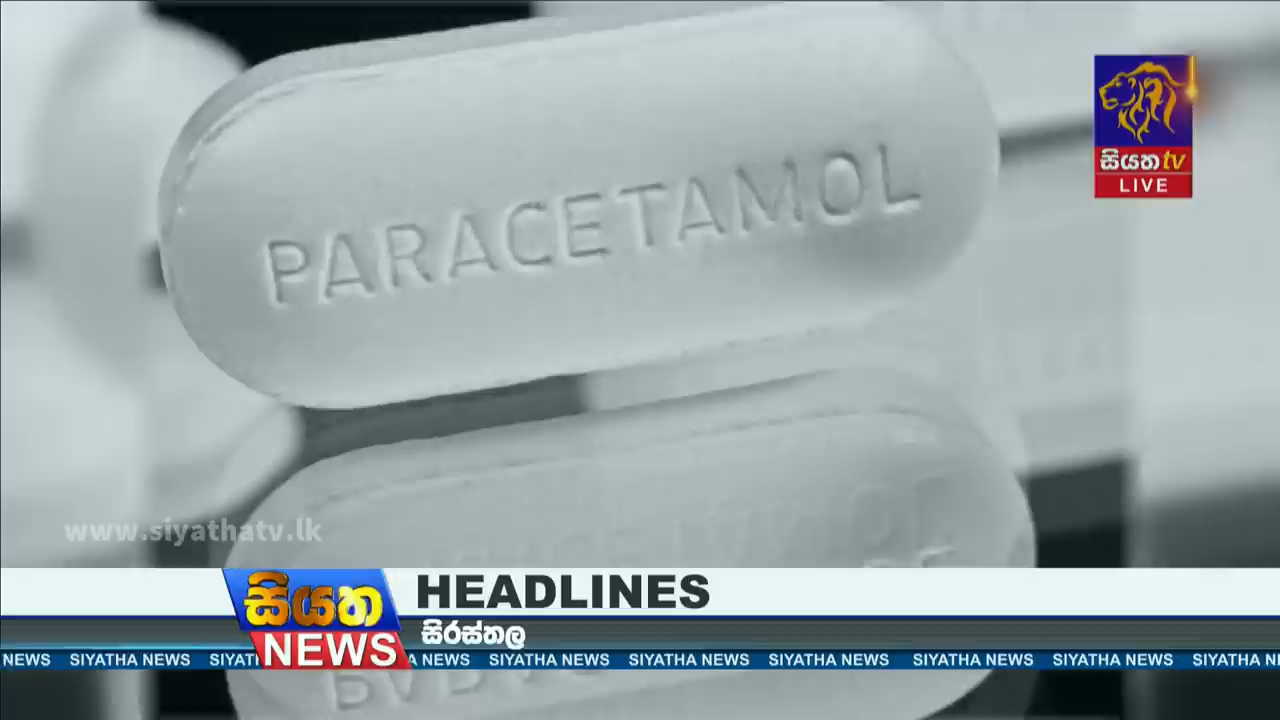 PARACETAMOL
සියත tv
LIVE
www.siyathatv.lk
සියත
NEWS
HEADLINES
සිරස්තල
NEWS SIYATHA NEWS SIYAT A NEWS SIYATHA NEWS SIYATHA NEWS SIYATHA NEWS SIYATHA NEWS SIYATHA NEWS SIYATHA N